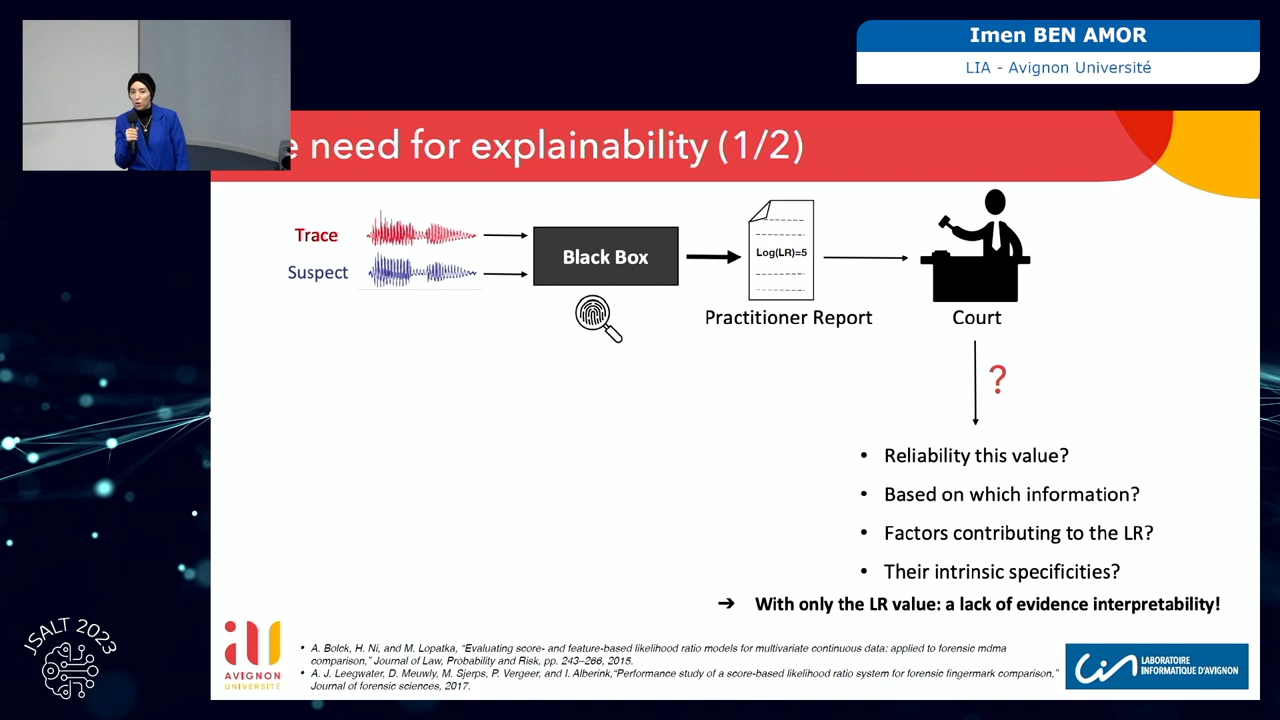 Imen BEN AMOR
LIA - Avignon Université
e need for explainability (1/2)
Trace
Suspect
Black Box
Log(LR)=5
Practitioner Report
Court
?
• Reliability this value?
• Based on which information?
• Factors contributing to the LR?
• Their intrinsic specificities?
➔ With only the LR value: a lack of evidence interpretability!
JSALT 2023
AVIGNON
UNIVERSITÉ
• A. Bolck, H. Ni, and M. Lopatka, “Evaluating score- and feature-based likelihood ratio models for multivariate continuous data: applied to forensic mdma
comparison,” Journal of Law, Probability and Risk, pp. 243–266, 2015.
• A. J. Leegwater, D. Meuwly, M. Sjerps, P. Vergeer, and I. Alberink,“Performance study of a score-based likelihood ratio system for forensic fingermark comparison,”
Journal of forensic sciences, 2017.
LABORATOIRE
INFORMATIQUE D'AVIGNON